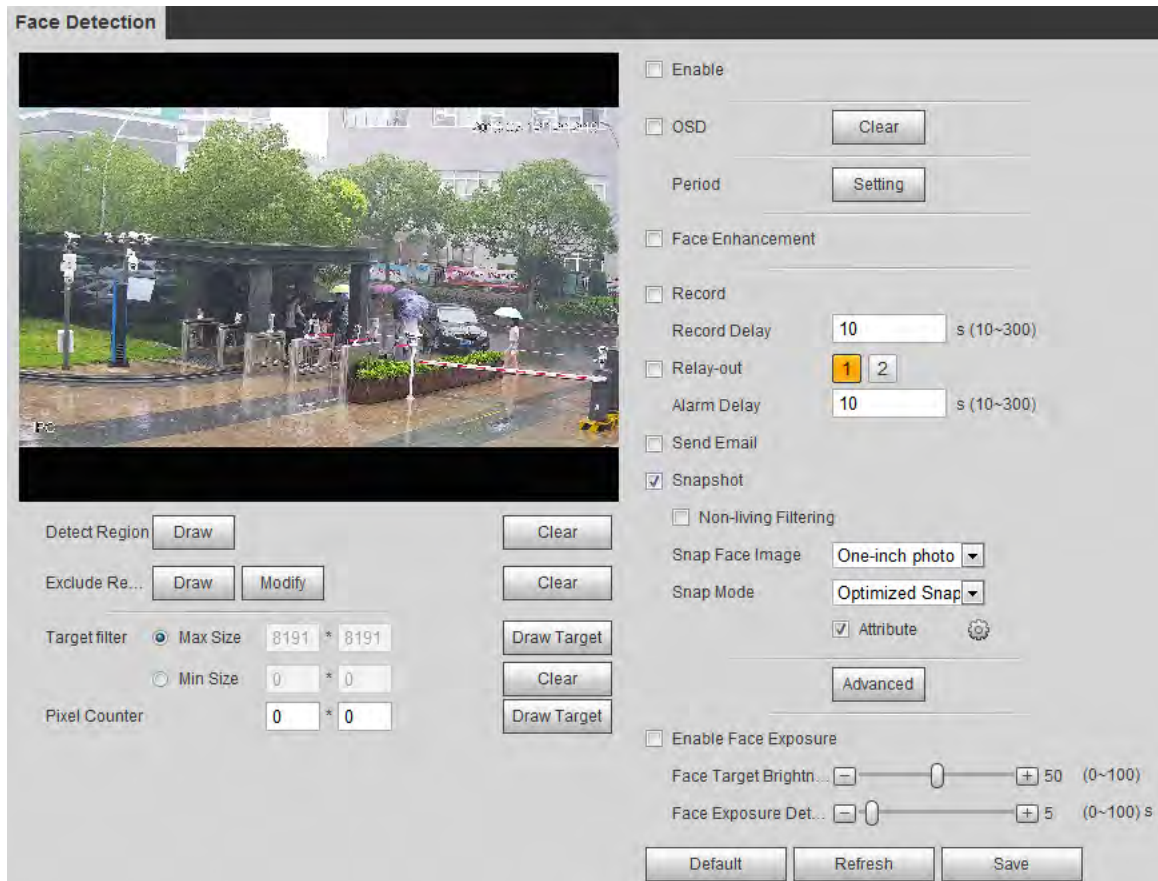 Face Detection
Enable
OSD Clear
Period Setting
Face Enhancement
Record
Record Delay 10 s (10~300)
Relay-out 1 2
Alarm Delay 10 s (10~300)
Send Email
Snapshot
Non-living Filtering
Snap Face Image One-inch photo
Snap Mode Optimized Snap
Attribute
Advanced
Enable Face Exposure
Face Target Brightn... 50 (0~100)
Face Exposure Det... 5 (0~100) s
Default Refresh Save
PC
Detect Region Draw Clear
Exclude Re... Draw Modify Clear
Target filter Max Size 8191 * 8191 Draw Target
Min Size 0 * 0 Clear
Pixel Counter 0 * 0 Draw Target